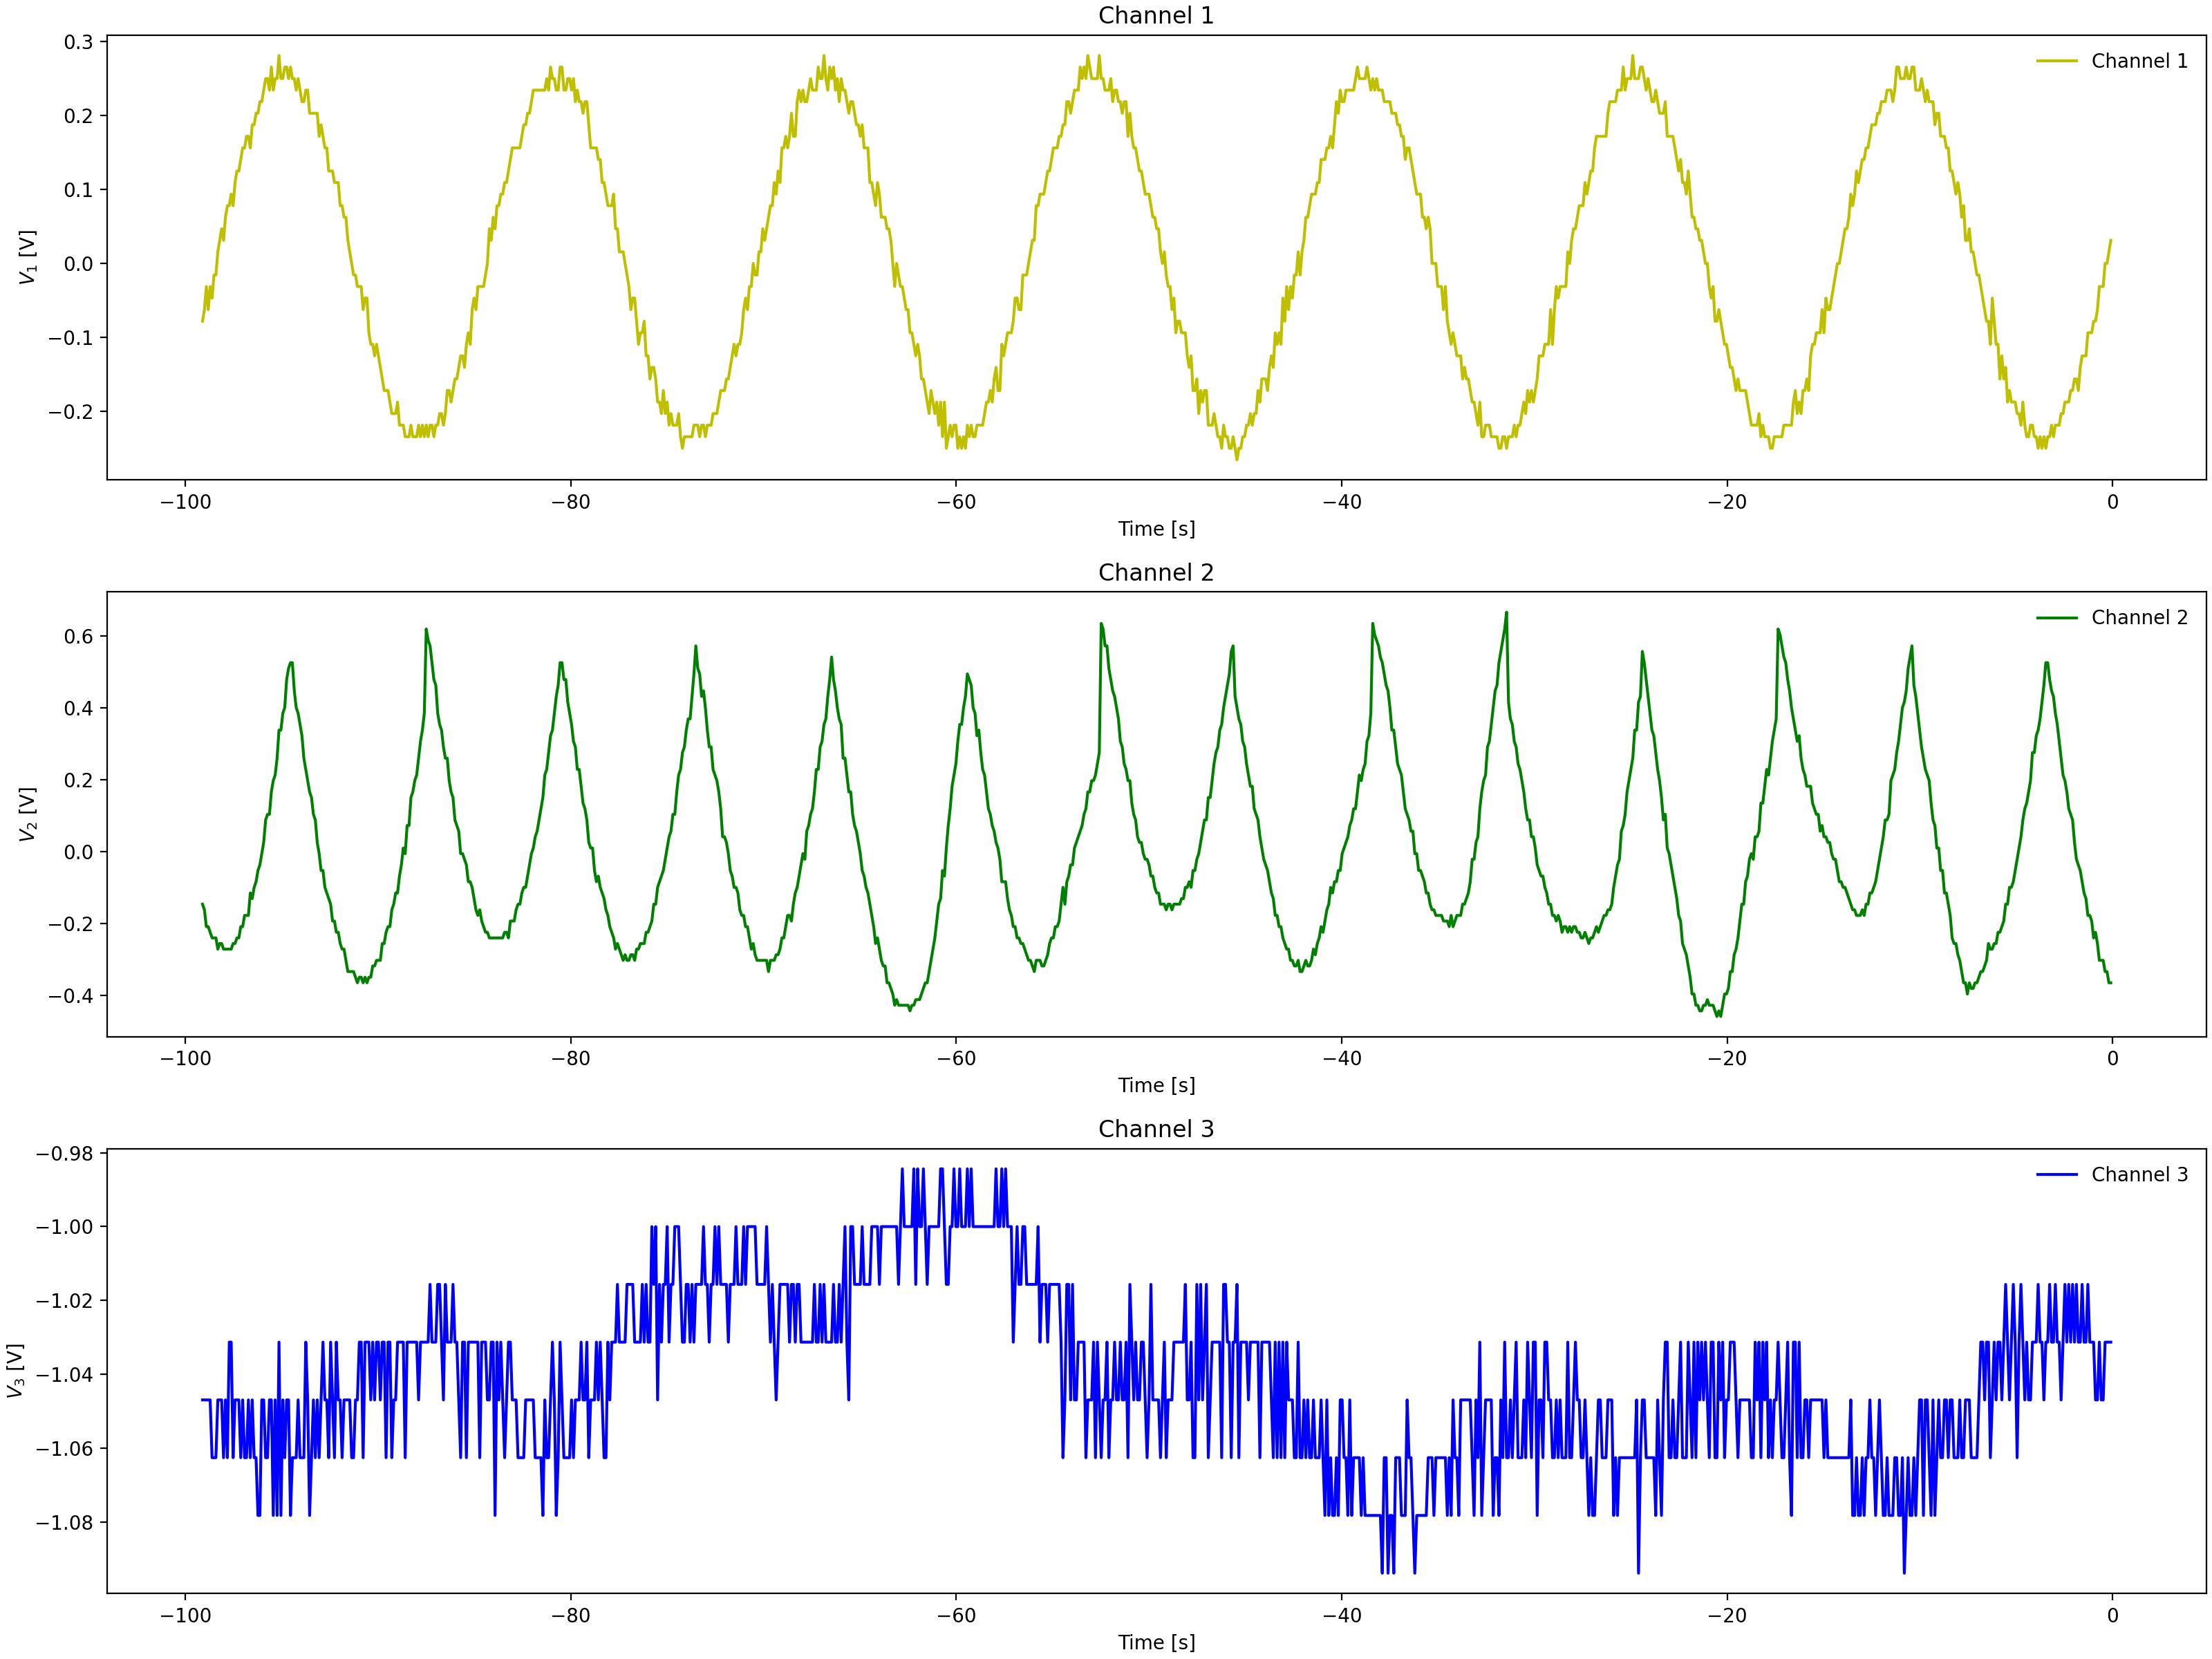 Channel 1
0.3
0.2
0.1
0.0
−0.1
−0.2
V₁ [V]
Channel 1
−100 −80 −60 −40 −20 0
Time [s]
Channel 2
0.6
0.4
0.2
0.0
−0.2
−0.4
V₂ [V]
Channel 2
−100 −80 −60 −40 −20 0
Time [s]
Channel 3
−0.98
−1.00
−1.02
−1.04
−1.06
−1.08
V₃ [V]
Channel 3
−100 −80 −60 −40 −20 0
Time [s]